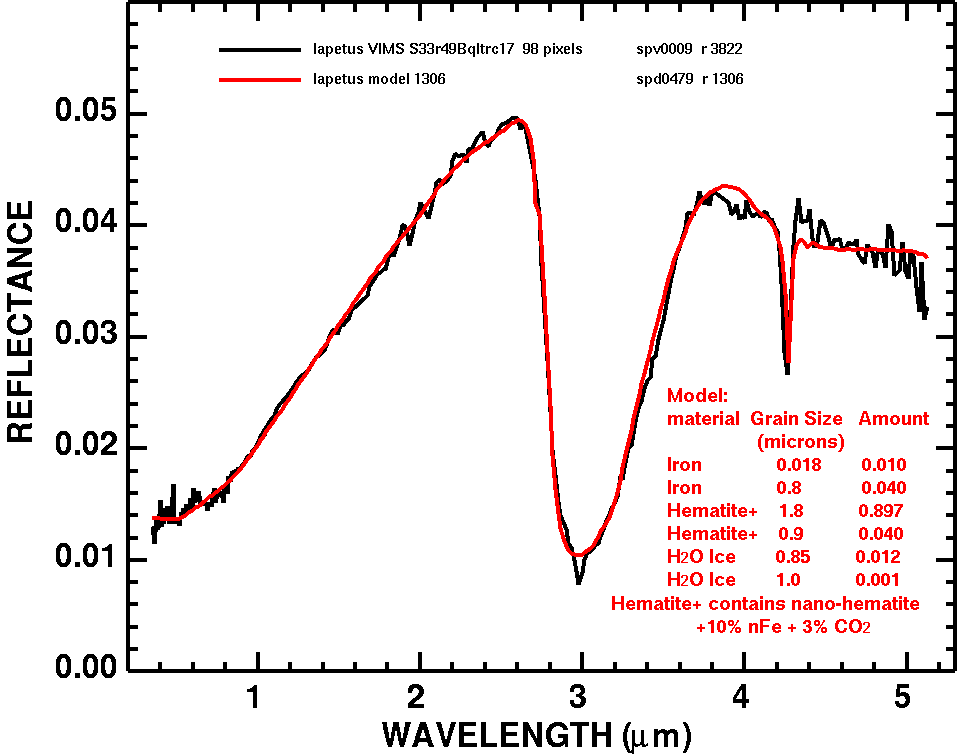 Iapetus VIMS S33r49Bqltrc17 98 pixels spv0009 r 3822
Iapetus model 1306 spd0479 r 1306
0.05
0.04
0.03
0.02
0.01
0.00
REFLECTANCE
Model:
material Grain Size Amount
(microns)
Iron 0.018 0.010
Iron 0.8 0.040
Hematite+ 1.8 0.897
Hematite+ 0.9 0.040
H2O Ice 0.85 0.012
H2O Ice 1.0 0.001
Hematite+ contains nano-hematite
+10% nFe + 3% CO2
1 2 3 4 5
WAVELENGTH (μm)